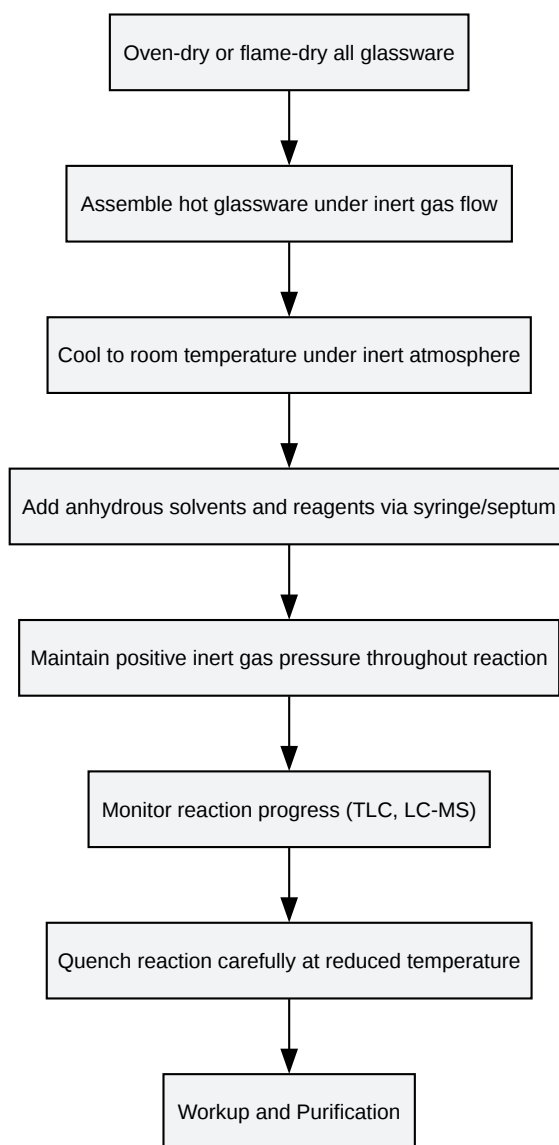 Oven-dry or flame-dry all glassware
Assemble hot glassware under inert gas flow
Cool to room temperature under inert atmosphere
Add anhydrous solvents and reagents via syringe/septum
Maintain positive inert gas pressure throughout reaction
Monitor reaction progress (TLC, LC-MS)
Quench reaction carefully at reduced temperature
Workup and Purification